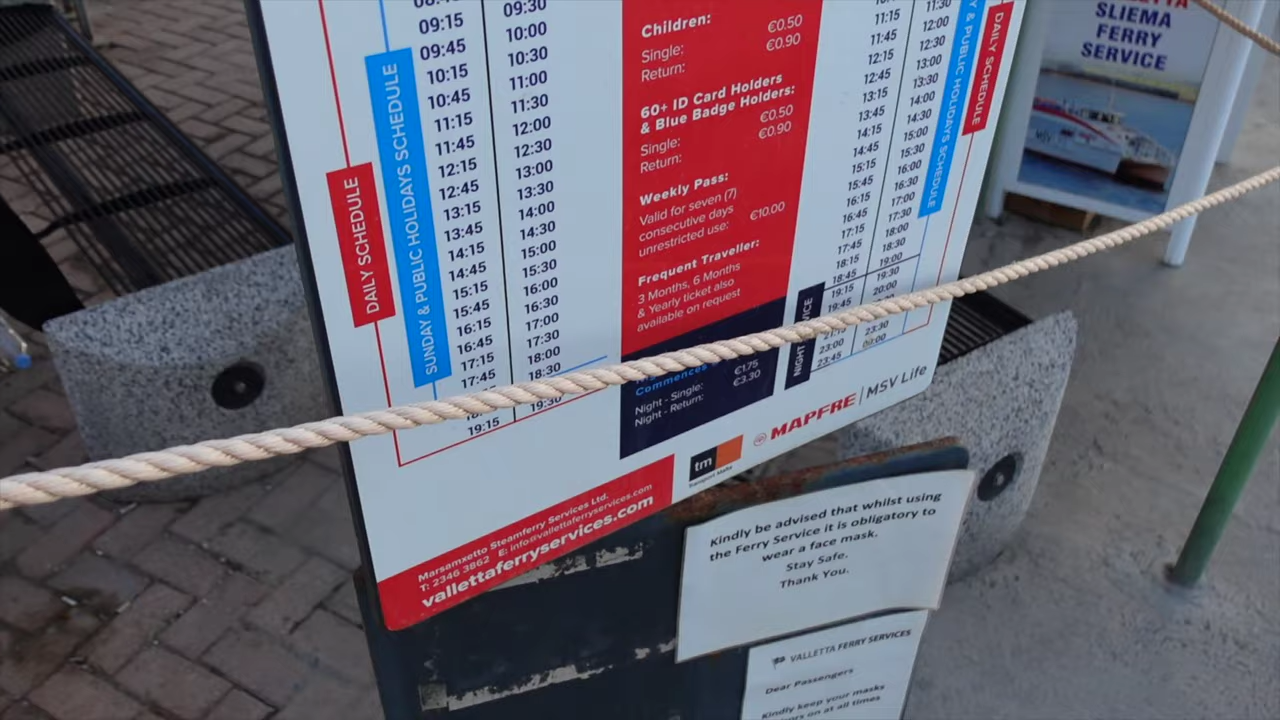 DAILY SCHEDULE
SUNDAY & PUBLIC HOLIDAYS SCHEDULE
09:15
09:45
10:15
10:45
11:15
11:45
12:15
12:45
13:15
13:45
14:15
14:45
15:15
15:45
16:15
16:45
17:15
17:45
19:15
09:30
10:00
10:30
11:00
11:30
12:00
12:30
13:00
13:30
14:00
14:30
15:00
15:30
16:00
16:30
17:00
17:30
18:00
18:30
19:30
Children:
Single: €0.50
Return: €0.90
60+ ID Card Holders
& Blue Badge Holders:
Single: €0.50
Return: €0.90
Weekly Pass:
Valid for seven (7)
consecutive days
unrestricted use: €10.00
Frequent Traveller:
3 Months, 6 Months
& Yearly ticket also
available on request
Commences
Night - Single: €1.75
Night - Return: €3.30
11:15
11:45
12:15
12:45
13:15
13:45
14:15
14:45
15:15
15:45
16:15
16:45
17:15
17:45
18:15
18:45
19:15
19:45
23:00
23:45
11:30
12:00
12:30
13:00
13:30
14:00
14:30
15:00
15:30
16:00
16:30
17:00
17:30
18:00
18:30
19:00
19:30
20:00
23:30
00:00
NIGHT
& PUBLIC HOLIDAYS SCHEDULE
DAILY SCHEDULE
SLIEMA
FERRY
SERVICE
MAPFRE | MSV Life
tm
Transport Malta
Marsamxetto Steamferry Services Ltd.
T: 2346 3862 E: info@vallettaferryservices.com
vallettaferryservices.com
Kindly be advised that whilst using
the Ferry Service it is obligatory to
wear a face mask.
Stay Safe.
Thank You.
VALLETTA FERRY SERVICES
Dear Passengers
Kindly keep your masks
on at all times